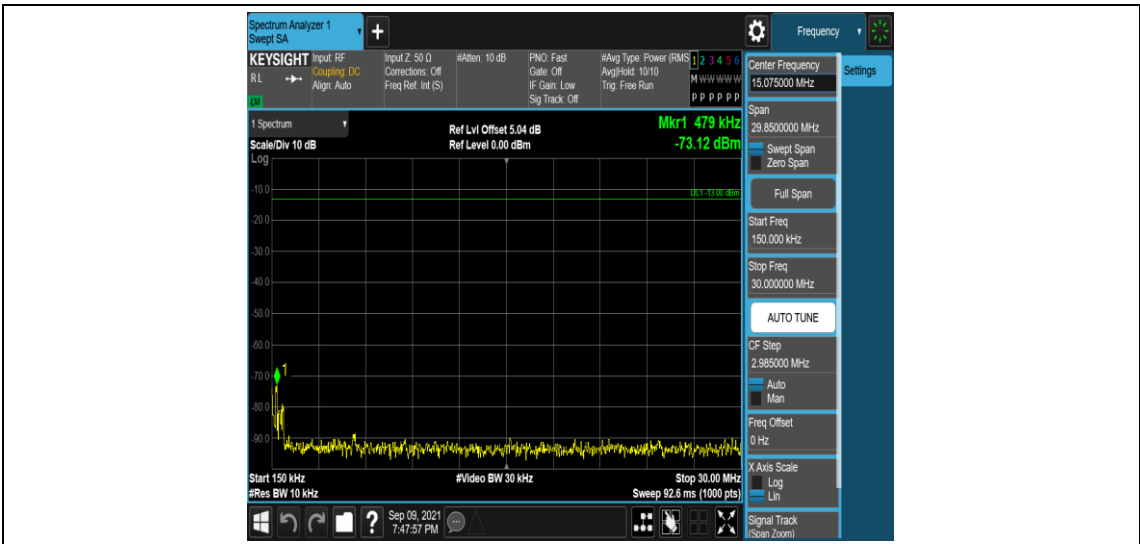 Spectrum Analyzer 1
Swept SA
Frequency
KEYSIGHT
RL
LXI
Input: RF
Coupling: DC
Align: Auto
Input Z: 50 Ω
Corrections: Off
Freq Ref: Int (S)
#Atten: 10 dB
PNO: Fast
Gate: Off
IF Gain: Low
Sig Track: Off
#Avg Type: Power (RMS
Avg|Hold: 10/10
Trig: Free Run
1 2 3 4 5 6
M W W W W W
P P P P P P
1 Spectrum
Scale/Div 10 dB
Log
Ref Lvl Offset 5.04 dB
Ref Level 0.00 dBm
Mkr1 479 kHz
-73.12 dBm
DL1 -13.00 dBm
-10.0
-20.0
-30.0
-40.0
-50.0
-60.0
-70.0
1
-80.0
-90.0
Start 150 kHz
#Res BW 10 kHz
#Video BW 30 kHz
Stop 30.00 MHz
Sweep 92.6 ms (1000 pts)
?
Sep 09, 2021
7:47:57 PM
Center Frequency
15.075000 MHz
Settings
Span
29.8500000 MHz
Swept Span
Zero Span
Full Span
Start Freq
150.000 kHz
Stop Freq
30.000000 MHz
AUTO TUNE
CF Step
2.985000 MHz
Auto
Man
Freq Offset
0 Hz
X Axis Scale
Log
Lin
Signal Track
(Span Zoom)